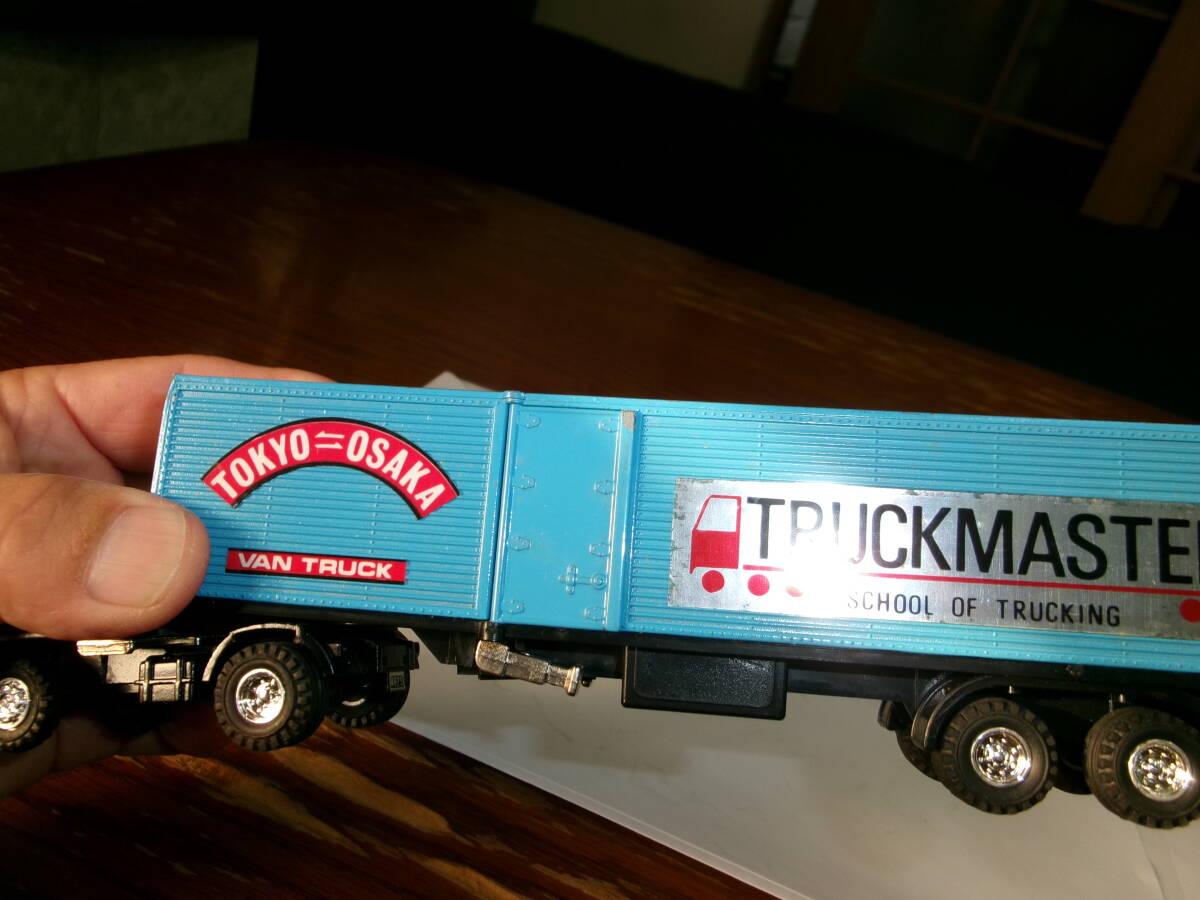 TOKYO⇌OSAKA
VAN TRUCK
TRUCKMASTE
SCHOOL OF TRUCKING